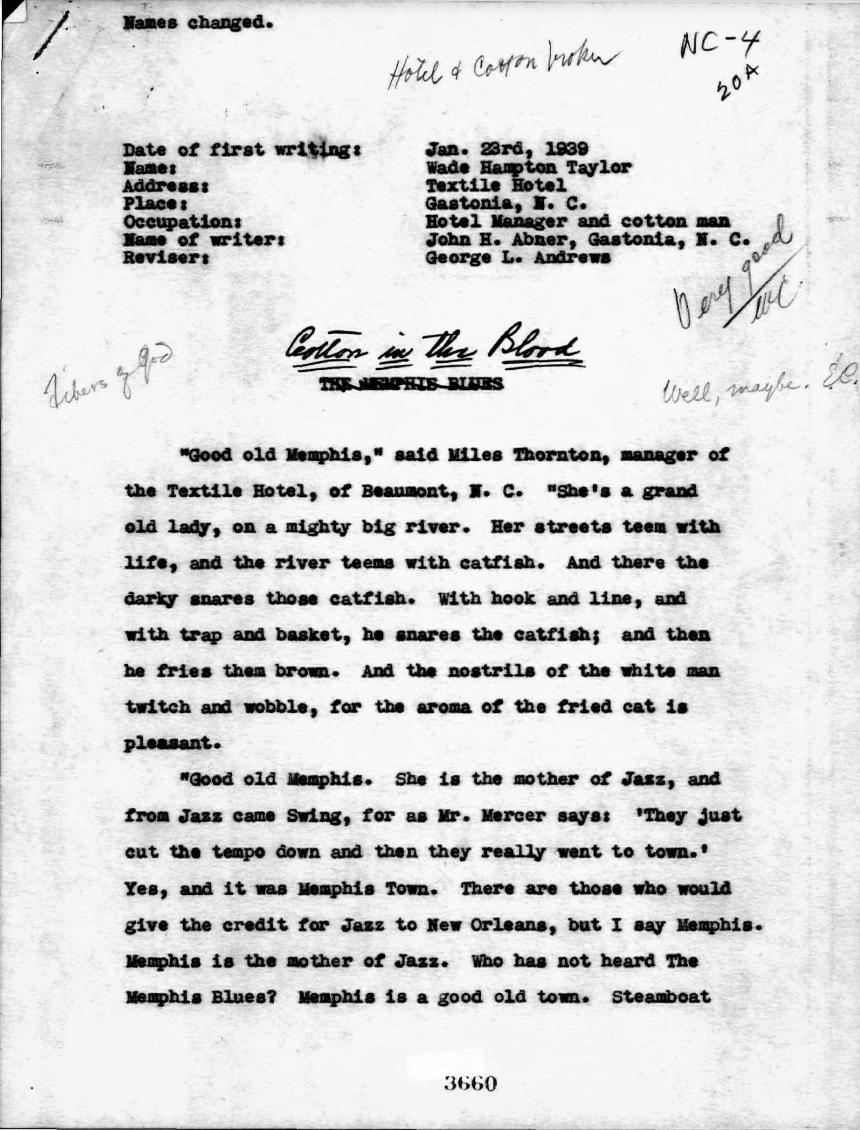 Names changed.
Hotel & Cotton broker
NC-4
20A
Date of first writing: Jan. 23rd, 1939
Name: Wade Hampton Taylor
Address: Textile Hotel
Place: Gastonia, N. C.
Occupation: Hotel Manager and cotton man
Name of writer: John H. Abner, Gastonia, N. C.
Reviser: George L. Andrews
Very good
WC
Cotton in the Blood
THE MEMPHIS BLUES
Fibers of God
Well, maybe. E.C.
"Good old Memphis," said Miles Thornton, manager of
the Textile Hotel, of Beaumont, N. C. "She's a grand
old lady, on a mighty big river. Her streets teem with
life, and the river teems with catfish. And there the
darky snares those catfish. With hook and line, and
with trap and basket, he snares the catfish; and then
he fries them brown. And the nostrils of the white man
twitch and wobble, for the aroma of the fried cat is
pleasant.
"Good old Memphis. She is the mother of Jazz, and
from Jazz came Swing, for as Mr. Mercer says: 'They just
cut the tempo down and then they really went to town.'
Yes, and it was Memphis Town. There are those who would
give the credit for Jazz to New Orleans, but I say Memphis.
Memphis is the mother of Jazz. Who has not heard The
Memphis Blues? Memphis is a good old town. Steamboat
3660